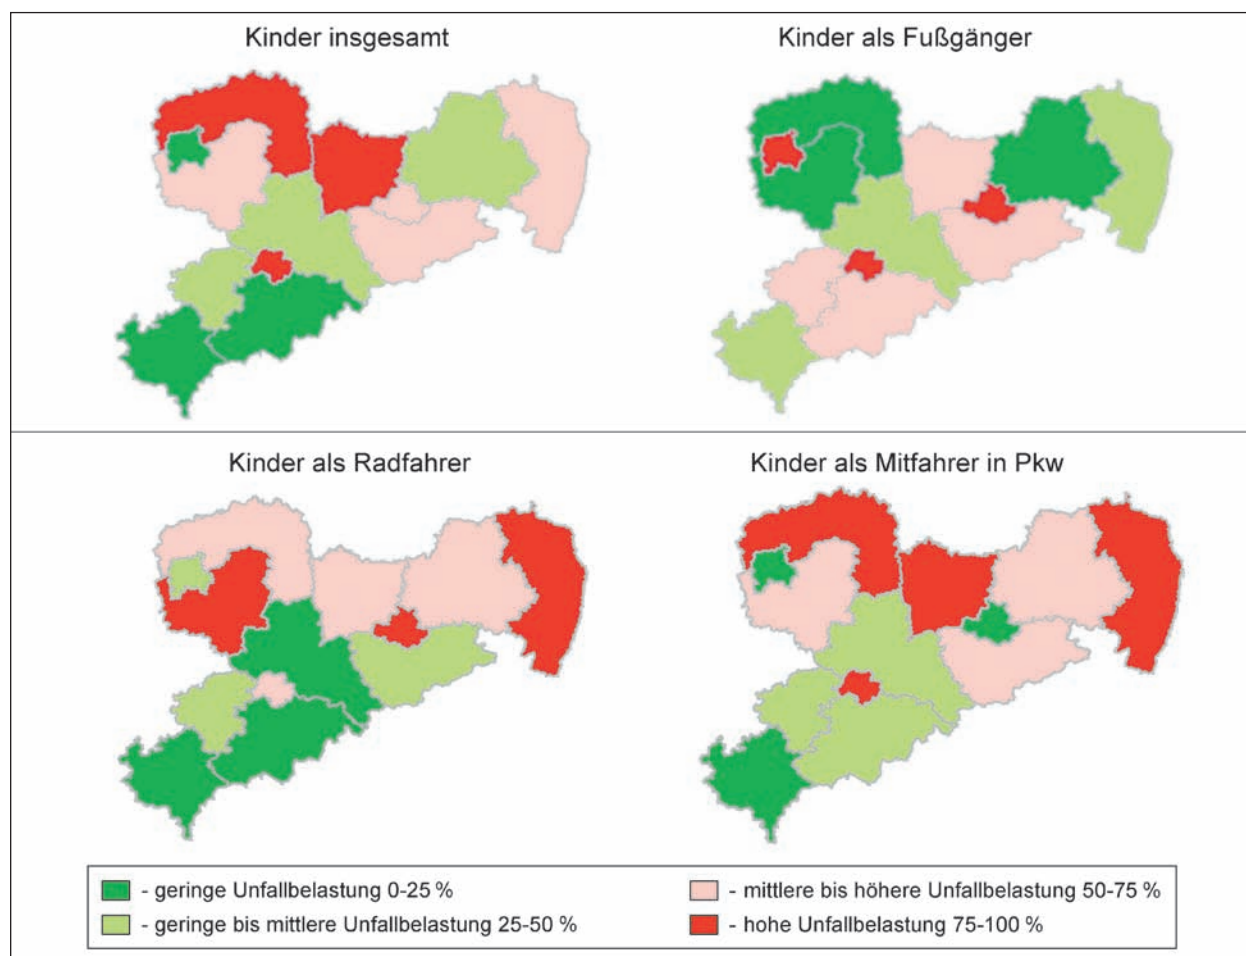 Kinder insgesamt
Kinder als Fußgänger
Kinder als Radfahrer
Kinder als Mitfahrer in Pkw
- geringe Unfallbelastung 0-25 %
- mittlere bis höhere Unfallbelastung 50-75 %
- geringe bis mittlere Unfallbelastung 25-50 %
- hohe Unfallbelastung 75-100 %